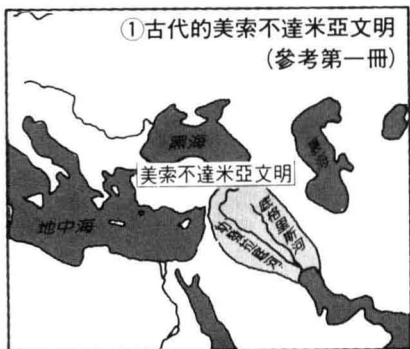 ①古代的美索不達米亞文明
(參考第一冊)
黑海
裏海
美索不達米亞文明
地中海
底格里斯河
幼發拉底河